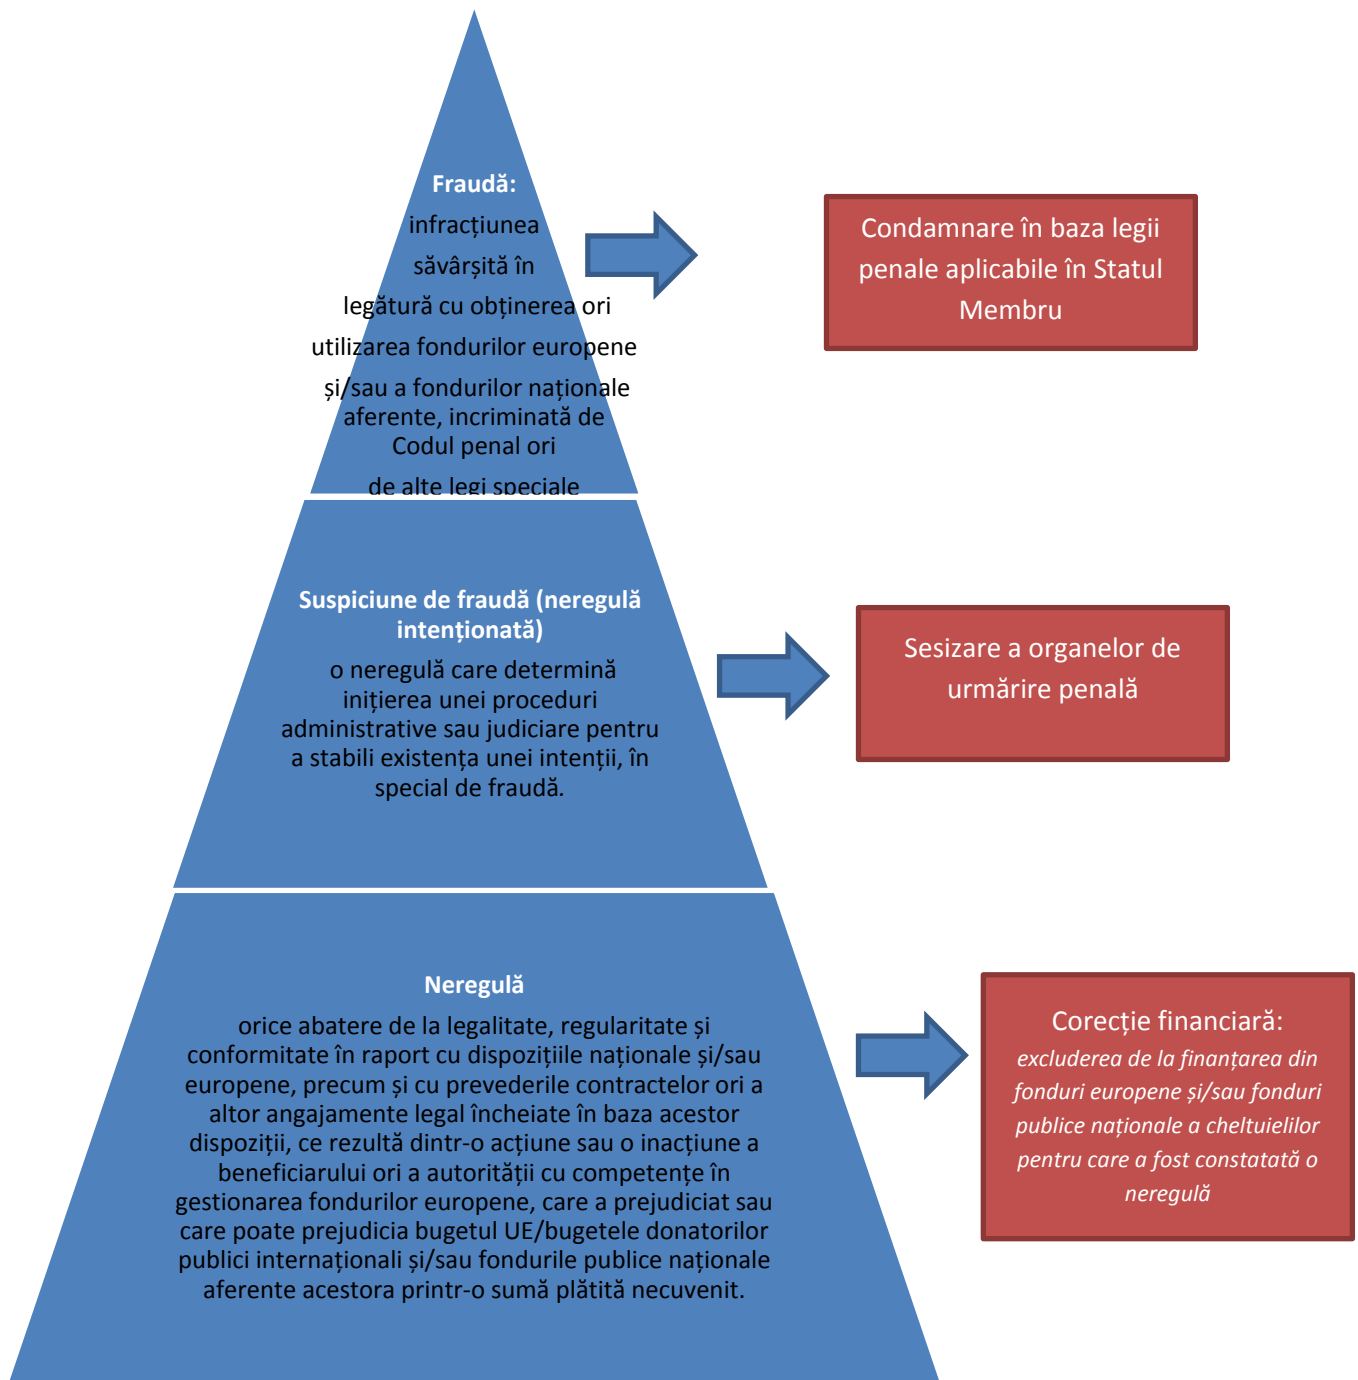 Fraudă:
infracțiunea
săvârșită în
legătură cu obținerea ori
utilizarea fondurilor europene
și/sau a fondurilor naționale
aferente, incriminată de
Codul penal ori
de alte legi speciale
Condamnare în baza legii
penale aplicabile în Statul
Membru
Suspiciune de fraudă (neregulă
intenționată)
o neregulă care determină
inițierea unei proceduri
administrative sau judiciare pentru
a stabili existența unei intenții, în
special de fraudă.
Sesizare a organelor de
urmărire penală
Neregulă
orice abatere de la legalitate, regularitate și
conformitate în raport cu dispozițiile naționale și/sau
europene, precum și cu prevederile contractelor ori a
altor angajamente legal încheiate în baza acestor
dispoziții, ce rezultă dintr-o acțiune sau o inacțiune a
beneficiarului ori a autorității cu competențe în
gestionarea fondurilor europene, care a prejudiciat sau
care poate prejudicia bugetul UE/bugetele donatorilor
publici internaționali și/sau fondurile publice naționale
aferente acestora printr-o sumă plătită necuvenit.
Corecție financiară:
excluderea de la finanțarea din
fonduri europene și/sau fonduri
publice naționale a cheltuielilor
pentru care a fost constatată o
neregulă